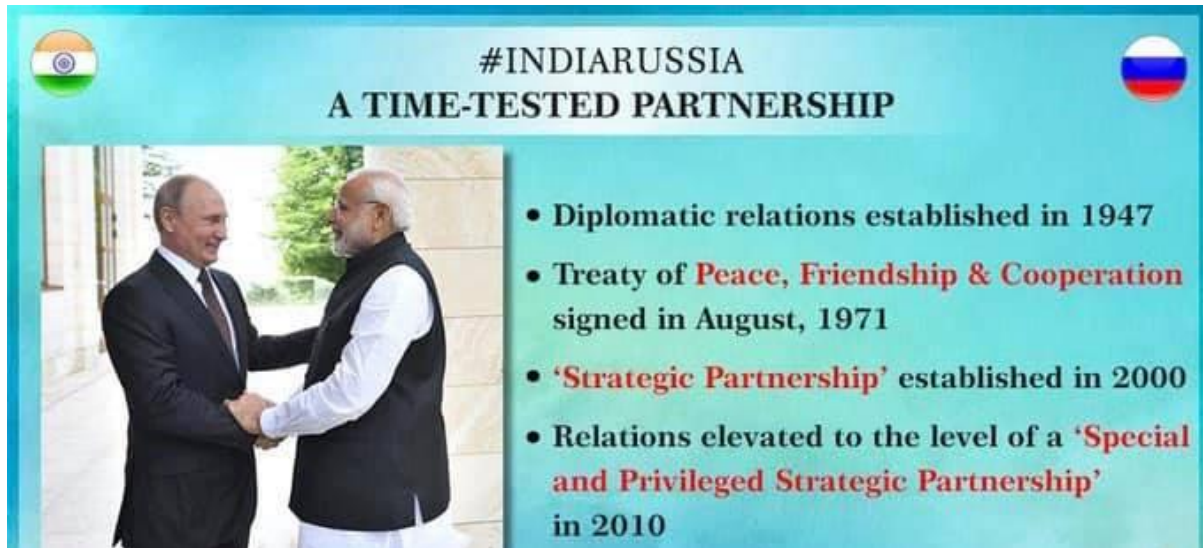 #INDIARUSSIA
A TIME-TESTED PARTNERSHIP
• Diplomatic relations established in 1947
• Treaty of Peace, Friendship & Cooperation
signed in August, 1971
• ‘Strategic Partnership’ established in 2000
• Relations elevated to the level of a ‘Special
and Privileged Strategic Partnership’
in 2010